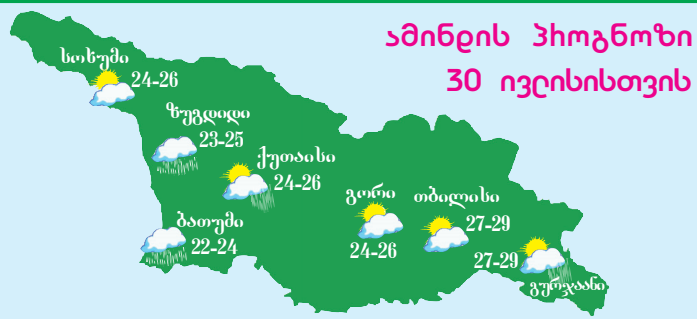 ამინდის პროგნოზი
30 ივლისისთვის
სოხუმი
24-26
ზუგდიდი
23-25
ქუთაისი
24-26
ბათუმი
22-24
გორი
24-26
თბილისი
27-29
27-29
გურჯაანი